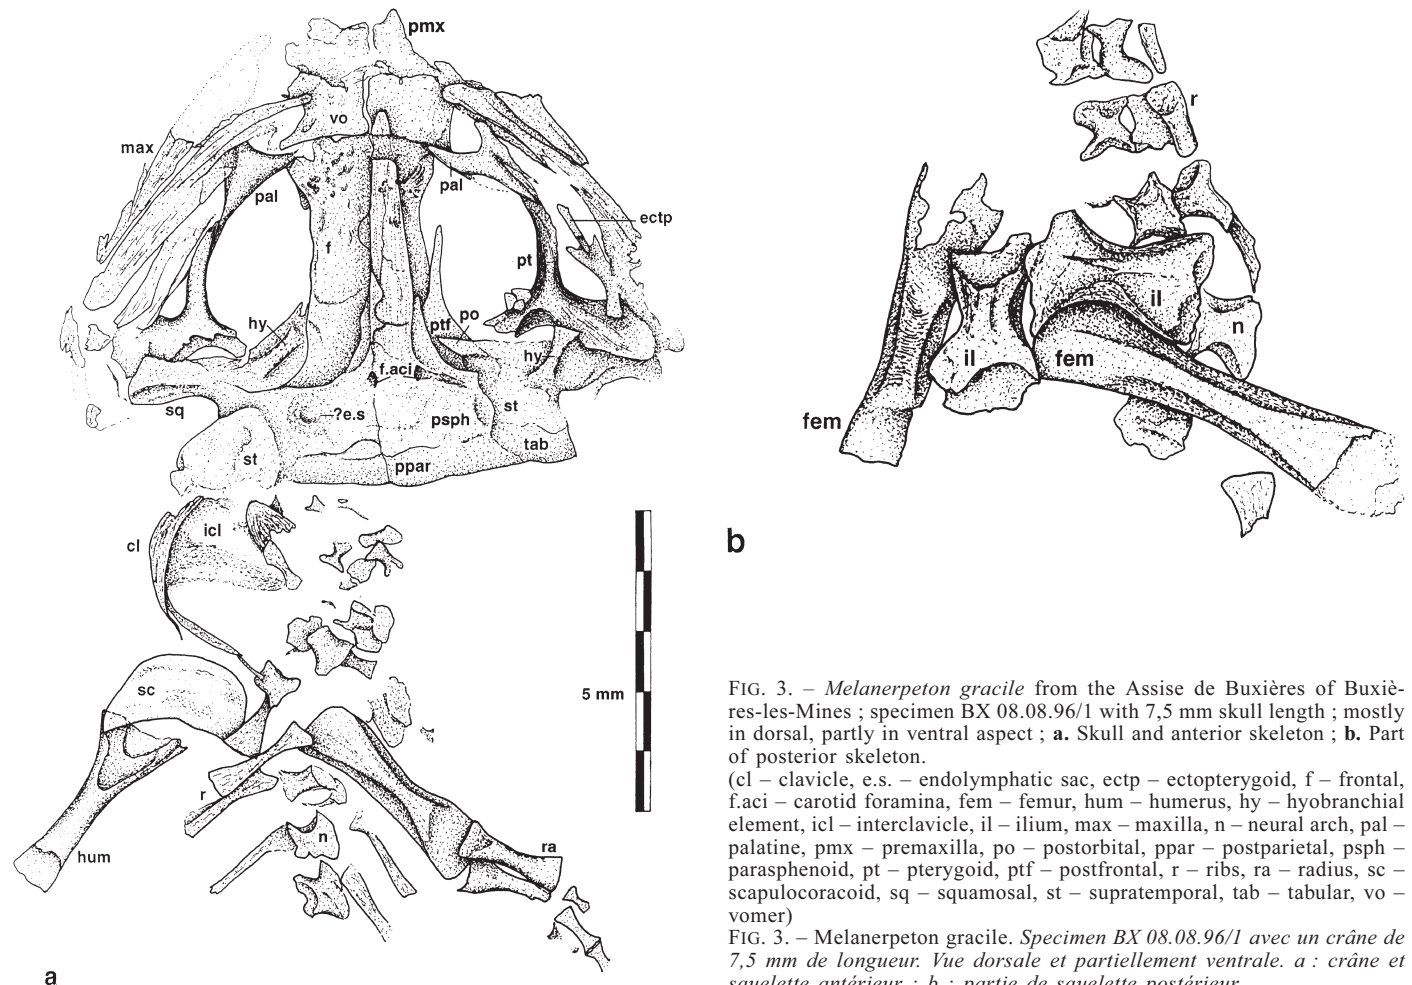 pmx
vo
max
pal
pal
ectp
f
pt
hy
ptf
po
hy
f.aci
sq
?e.s
psph
st
tab
st
ppar
cl
icl
sc
5 mm
r
n
hum
ra
a
r
il
n
il
fem
fem
b
FIG. 3. – Melanerpeton gracile from the Assise de Buxières of Buxiè-
res-les-Mines ; specimen BX 08.08.96/1 with 7,5 mm skull length ; mostly
in dorsal, partly in ventral aspect ; a. Skull and anterior skeleton ; b. Part
of posterior skeleton.
(cl – clavicle, e.s. – endolymphatic sac, ectp – ectopterygoid, f – frontal,
f.aci – carotid foramina, fem – femur, hum – humerus, hy – hyobranchial
element, icl – interclavicle, il – ilium, max – maxilla, n – neural arch, pal –
palatine, pmx – premaxilla, po – postorbital, ppar – postparietal, psph –
parasphenoid, pt – pterygoid, ptf – postfrontal, r – ribs, ra – radius, sc –
scapulocoracoid, sq – squamosal, st – supratemporal, tab – tabular, vo –
vomer)
FIG. 3. – Melanerpeton gracile. Specimen BX 08.08.96/1 avec un crâne de
7,5 mm de longueur. Vue dorsale et partiellement ventrale. a : crâne et
squelette antérieur ; b : partie de squelette postérieur.